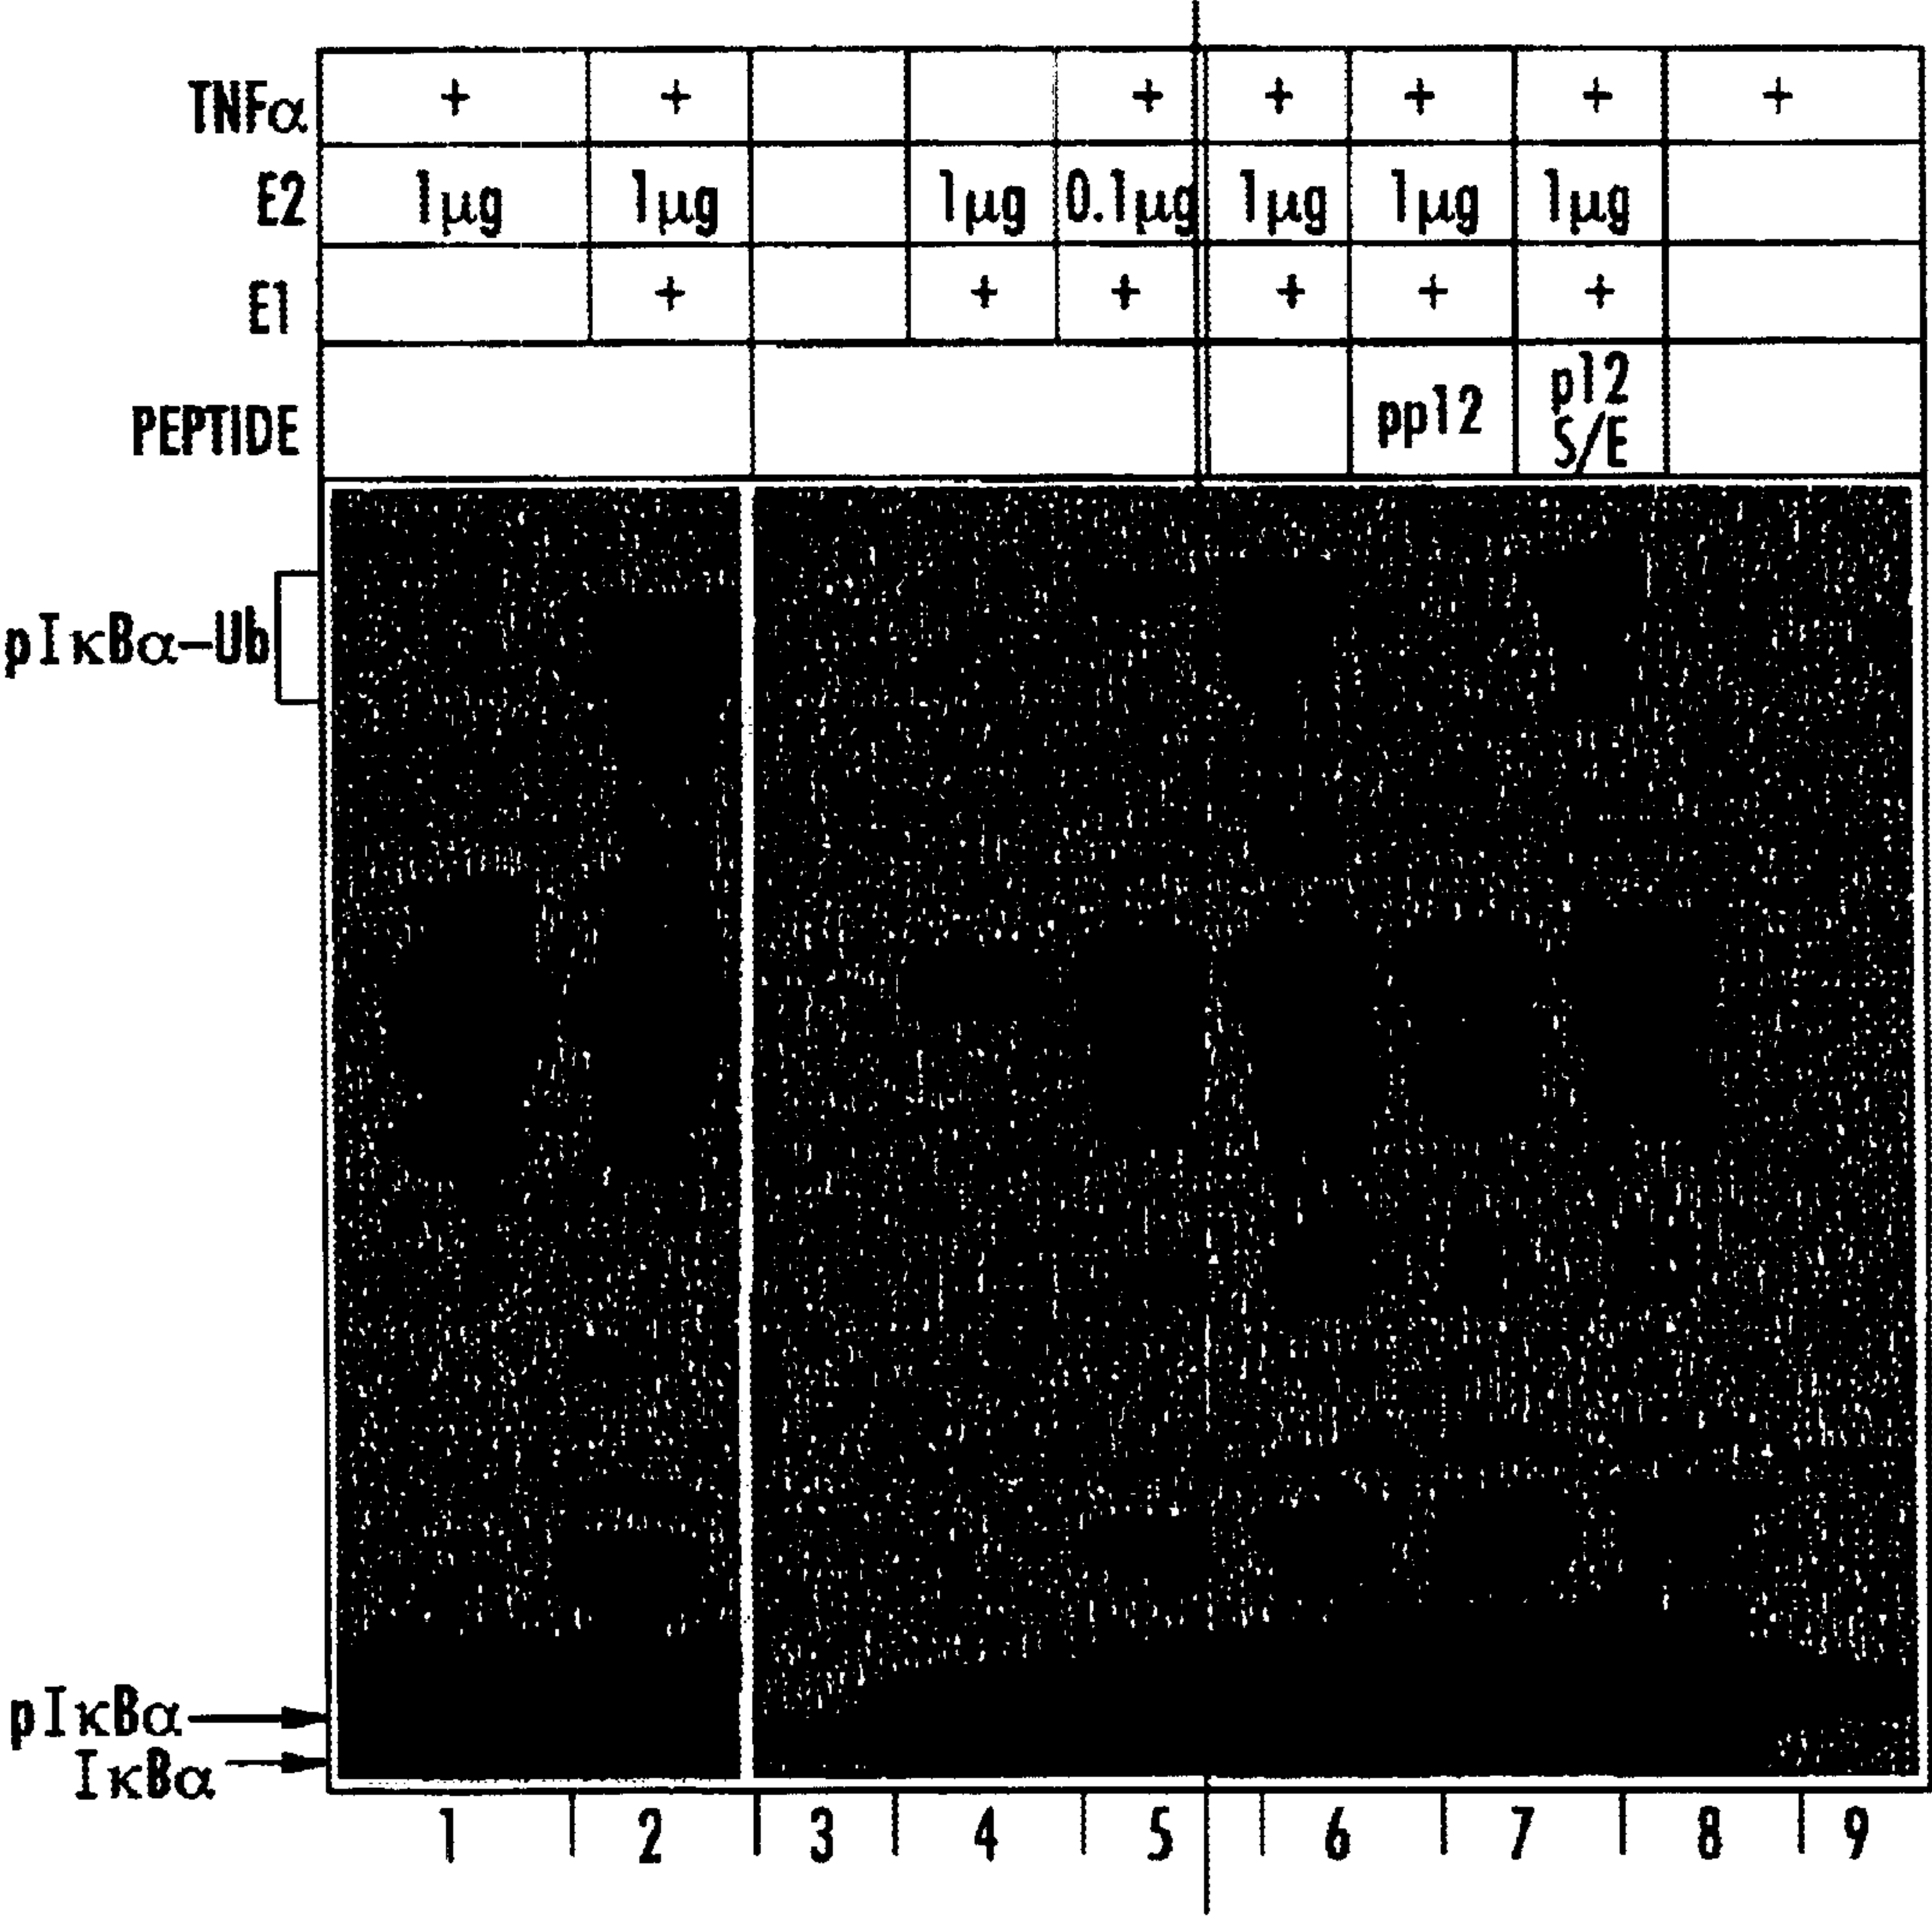 TNFα + + + + + + +
E2 1μg 1μg 1μg 0.1μg 1μg 1μg 1μg
E1 + + + + + +
PEPTIDE pp12 p12 S/E
pIκBα-Ub
pIκBα
IκBα
1 2 3 4 5 6 7 8 9